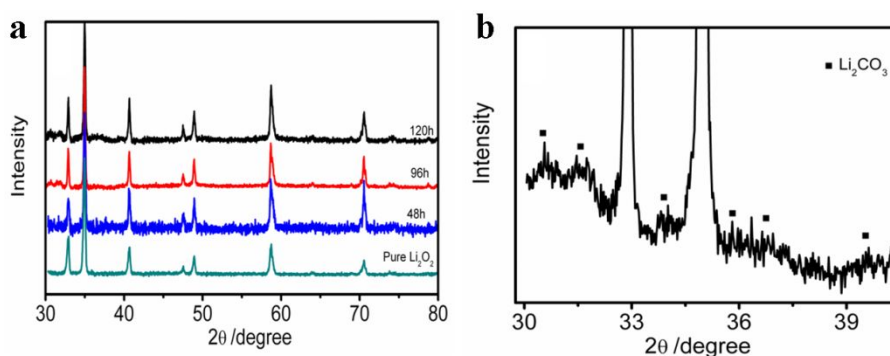 a
Intensity
120h
96h
48h
Pure Li₂O₂
30 40 50 60 70 80
2θ /degree
b
Intensity
■ Li₂CO₃
30 33 36 39
2θ /degree